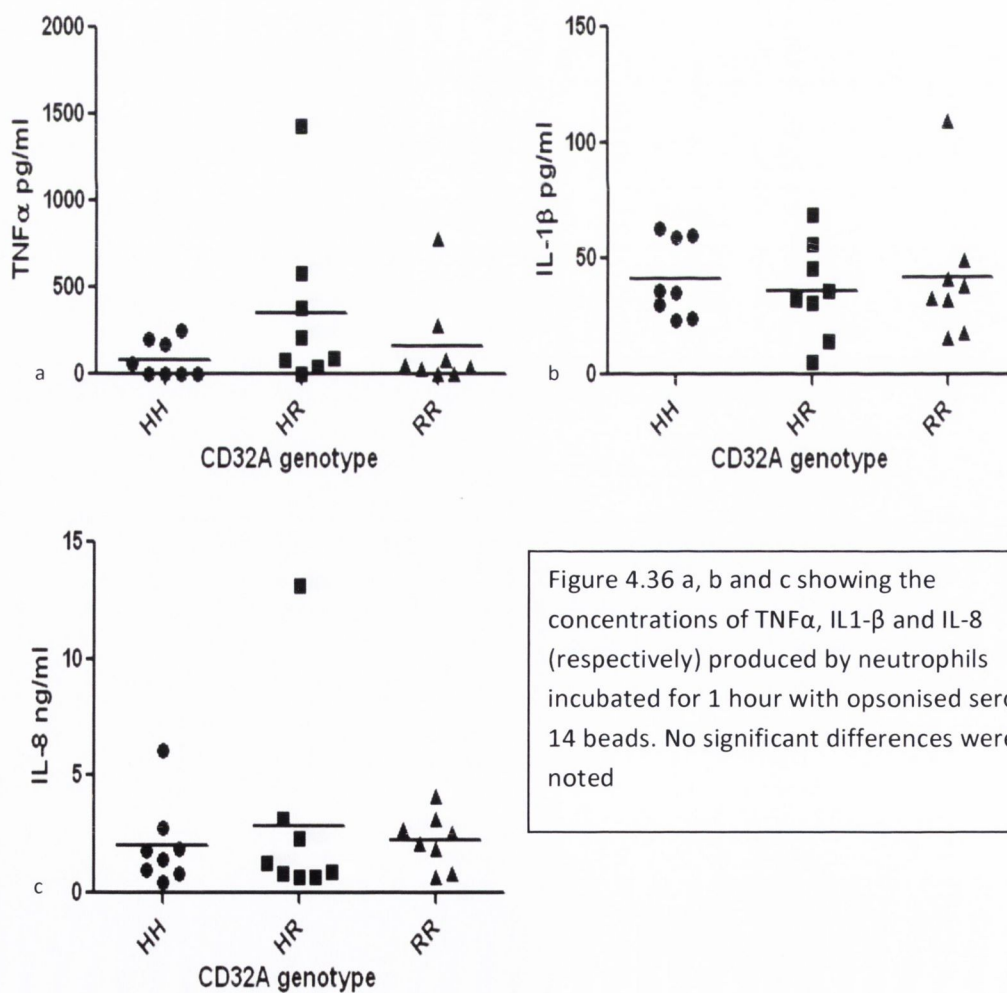 2000
1500
1000
500
0
TNFα pg/ml
a
HH
HR
RR
CD32A genotype
150
100
50
0
IL-1β pg/ml
b
HH
HR
RR
CD32A genotype
15
10
5
0
IL-8 ng/ml
c
HH
HR
RR
CD32A genotype
Figure 4.36 a, b and c showing the
concentrations of TNFα, IL1-β and IL-8
(respectively) produced by neutrophils
incubated for 1 hour with opsonised
14 beads. No significant differences were
noted